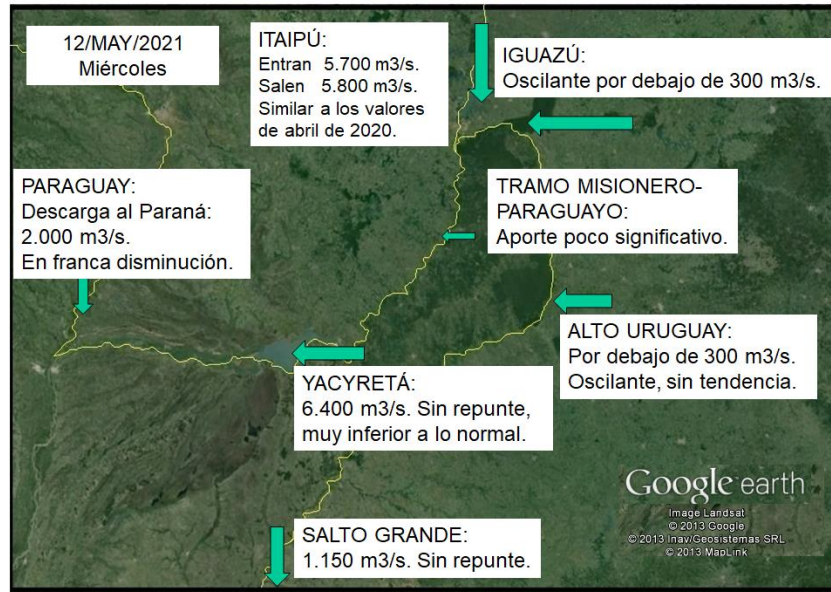 12/MAY/2021
Miércoles
ITAIPÚ:
Entran 5.700 m3/s.
Salen 5.800 m3/s.
Similar a los valores
de abril de 2020.
IGUAZÚ:
Oscilante por debajo de 300 m3/s.
PARAGUAY:
Descarga al Paraná:
2.000 m3/s.
En franca disminución.
TRAMO MISIONERO-
PARAGUAYO:
Aporte poco significativo.
ALTO URUGUAY:
Por debajo de 300 m3/s.
Oscilante, sin tendencia.
YACYRETÁ:
6.400 m3/s. Sin repunte,
muy inferior a lo normal.
SALTO GRANDE:
1.150 m3/s. Sin repunte.
Google earth
Image Landsat
© 2013 Google
© 2013 Inav/Geosistemas SRL
© 2013 MapLink